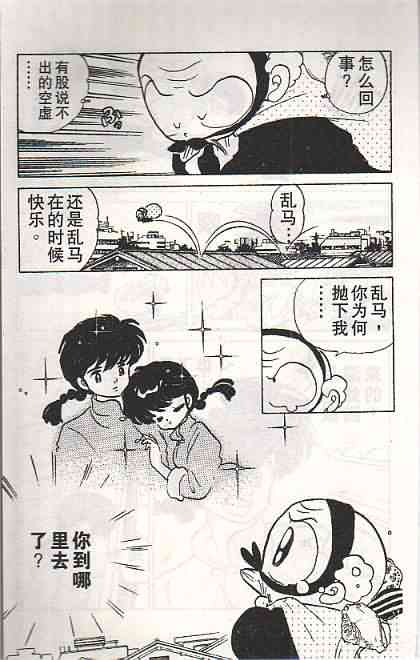 怎么回
事？
有股说不
出的空虚
……
乱马…
还是乱马
在的时候
快乐。
乱马，
你为何
抛下我
……
你到哪
里去
了？